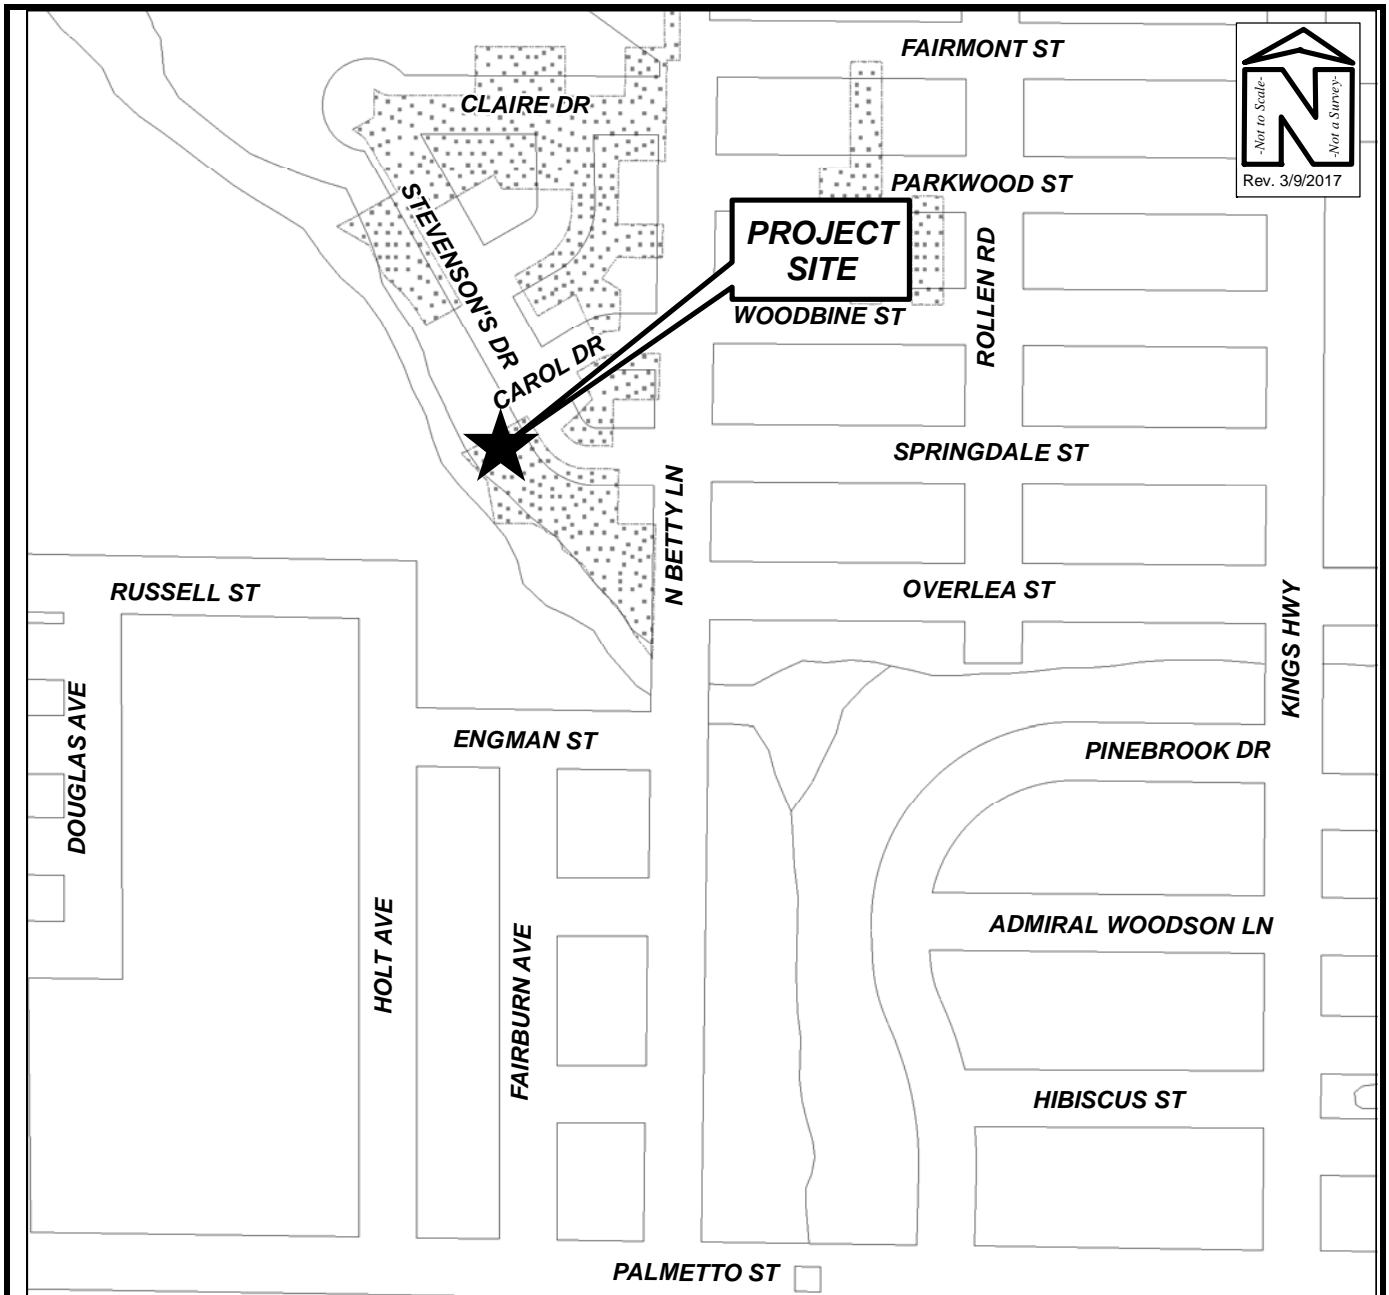 FAIRMONT ST
-Not to Scale-
-Not a Survey-
N
Rev. 3/9/2017
CLAIRE DR
PARKWOOD ST
STEVENSON'S DR
PROJECT
SITE
ROLLEN RD
WOODBINE ST
CAROL DR
SPRINGDALE ST
N BETTY LN
RUSSELL ST
OVERLEA ST
KINGS HWY
DOUGLAS AVE
ENGMAN ST
PINEBROOK DR
HOLT AVE
FAIRBURN AVE
ADMIRAL WOODSON LN
HIBISCUS ST
PALMETTO ST